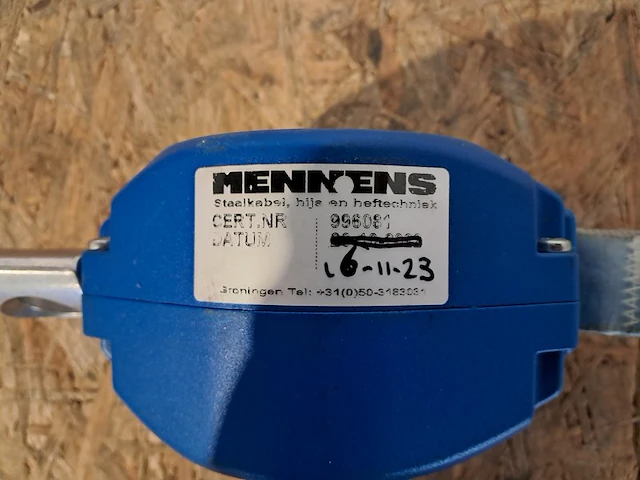 MENNENS
Staalkabel, hijs en heftechniek
CERT.NR 996081
DATUM
16-11-23
Groningen Tel: +31(0)50-3183031